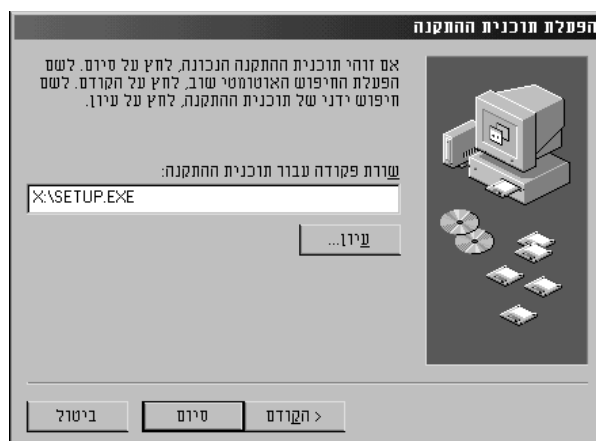 הפעלת תוכנית ההתקנה
אם זוהי תוכנית ההתקנה הנכונה, לחץ על סיום. לשם
הפעלת החיפוש האוטומטי שוב, לחץ על הקודם. לשם
חיפוש ידני של תוכנית ההתקנה, לחץ על עיון.
שורת פקודה עבור תוכנית ההתקנה:
X:\SETUP.EXE
עיון...
< הקודם
סיום
ביטול